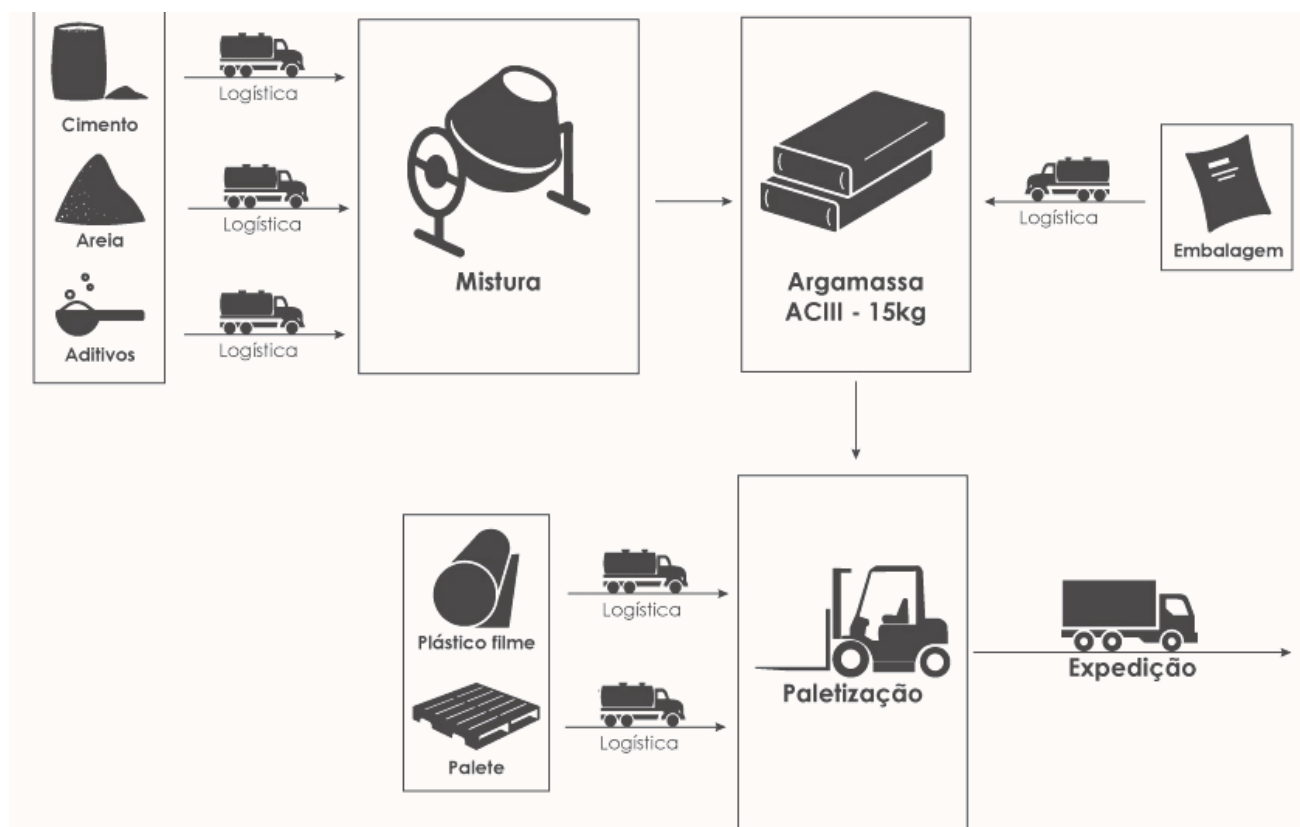 Cimento
Logística
Areia
Logística
Aditivos
Logística
Mistura
Argamassa
ACIII - 15kg
Logística
Embalagem
Plástico filme
Logística
Palete
Logística
Paletização
Expedição